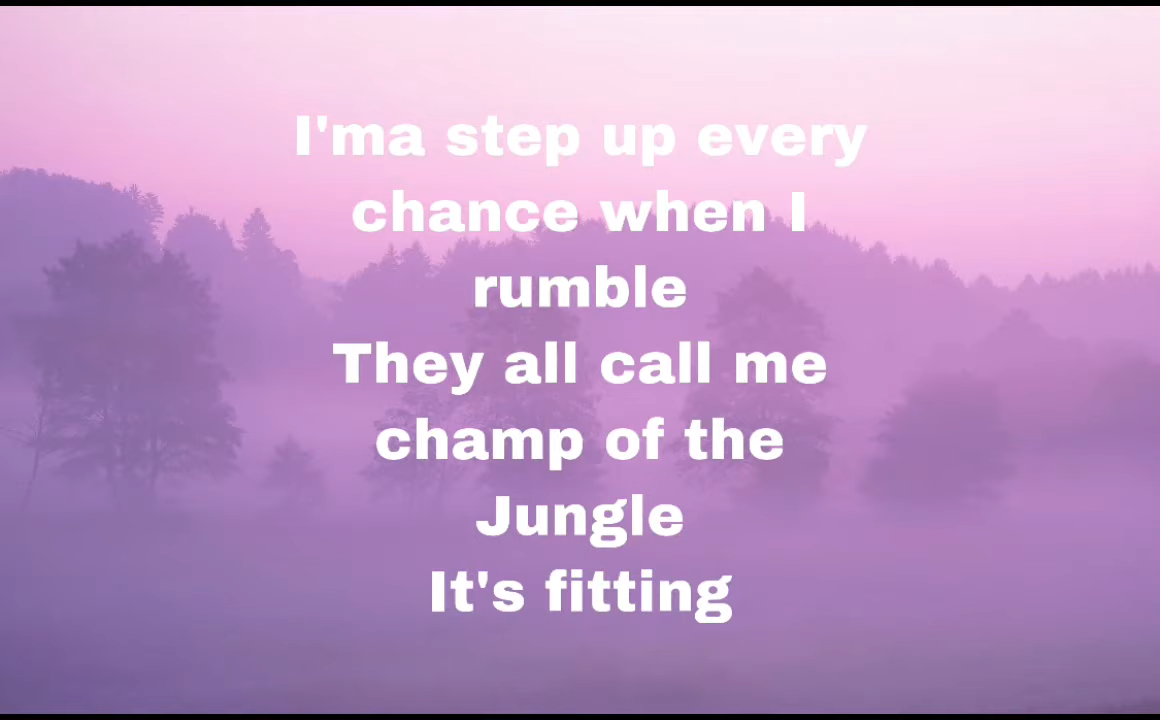 I'ma step up every
chance when I
rumble
They all call me
champ of the
Jungle
It's fitting